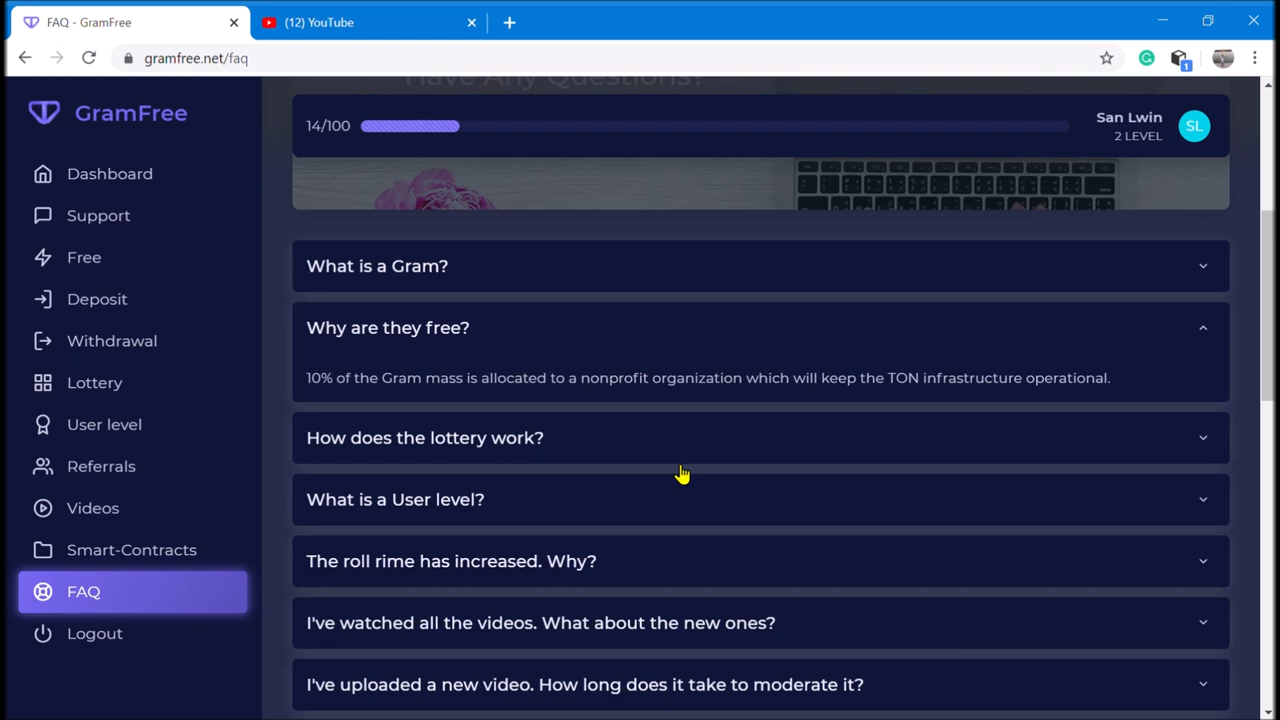 FAQ - GramFree
(12) YouTube
gramfree.net/faq
1
GramFree
Have Any Questions?
14/100
San Lwin
2 LEVEL
SL
Dashboard
Support
Free
Deposit
Withdrawal
Lottery
User level
Referrals
Videos
Smart-Contracts
FAQ
Logout
What is a Gram?
Why are they free?
10% of the Gram mass is allocated to a nonprofit organization which will keep the TON infrastructure operational.
How does the lottery work?
What is a User level?
The roll rime has increased. Why?
I've watched all the videos. What about the new ones?
I've uploaded a new video. How long does it take to moderate it?